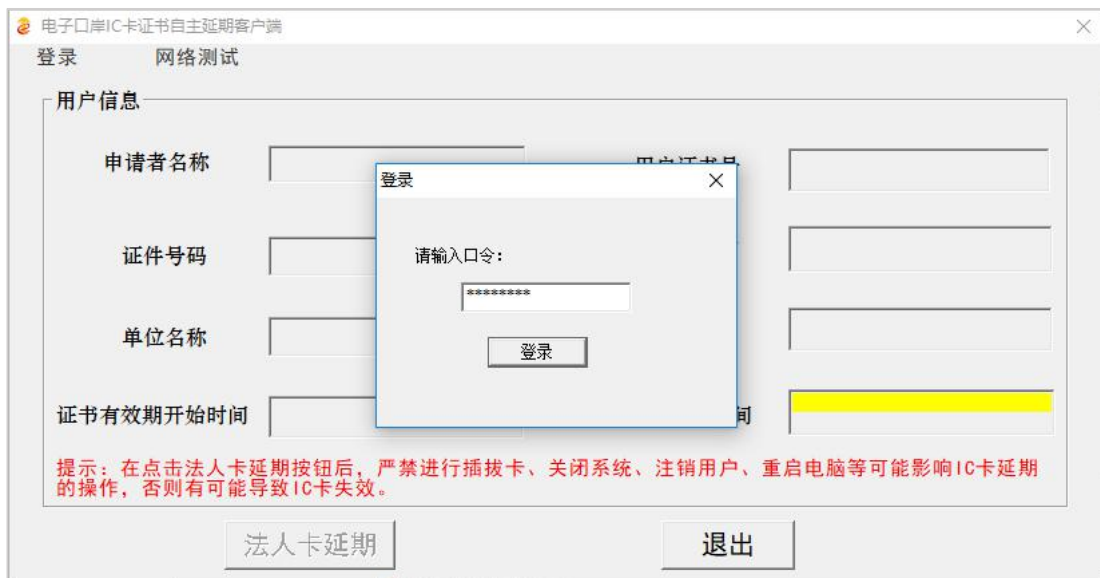 电子口岸IC卡证书自主延期客户端
登录 网络测试
用户信息
申请者名称
登录
请输入口令：
********
登录
证件号码
单位名称
证书有效期开始时间
间
提示：在点击法人卡延期按钮后，严禁进行插拔卡、关闭系统、注销用户、重启电脑等可能影响IC卡延期
的操作，否则有可能导致IC卡失效。
法人卡延期 退出